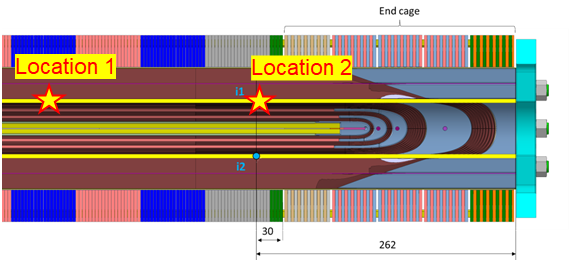 End cage
Location 1
Location 2
i1
i2
30
262